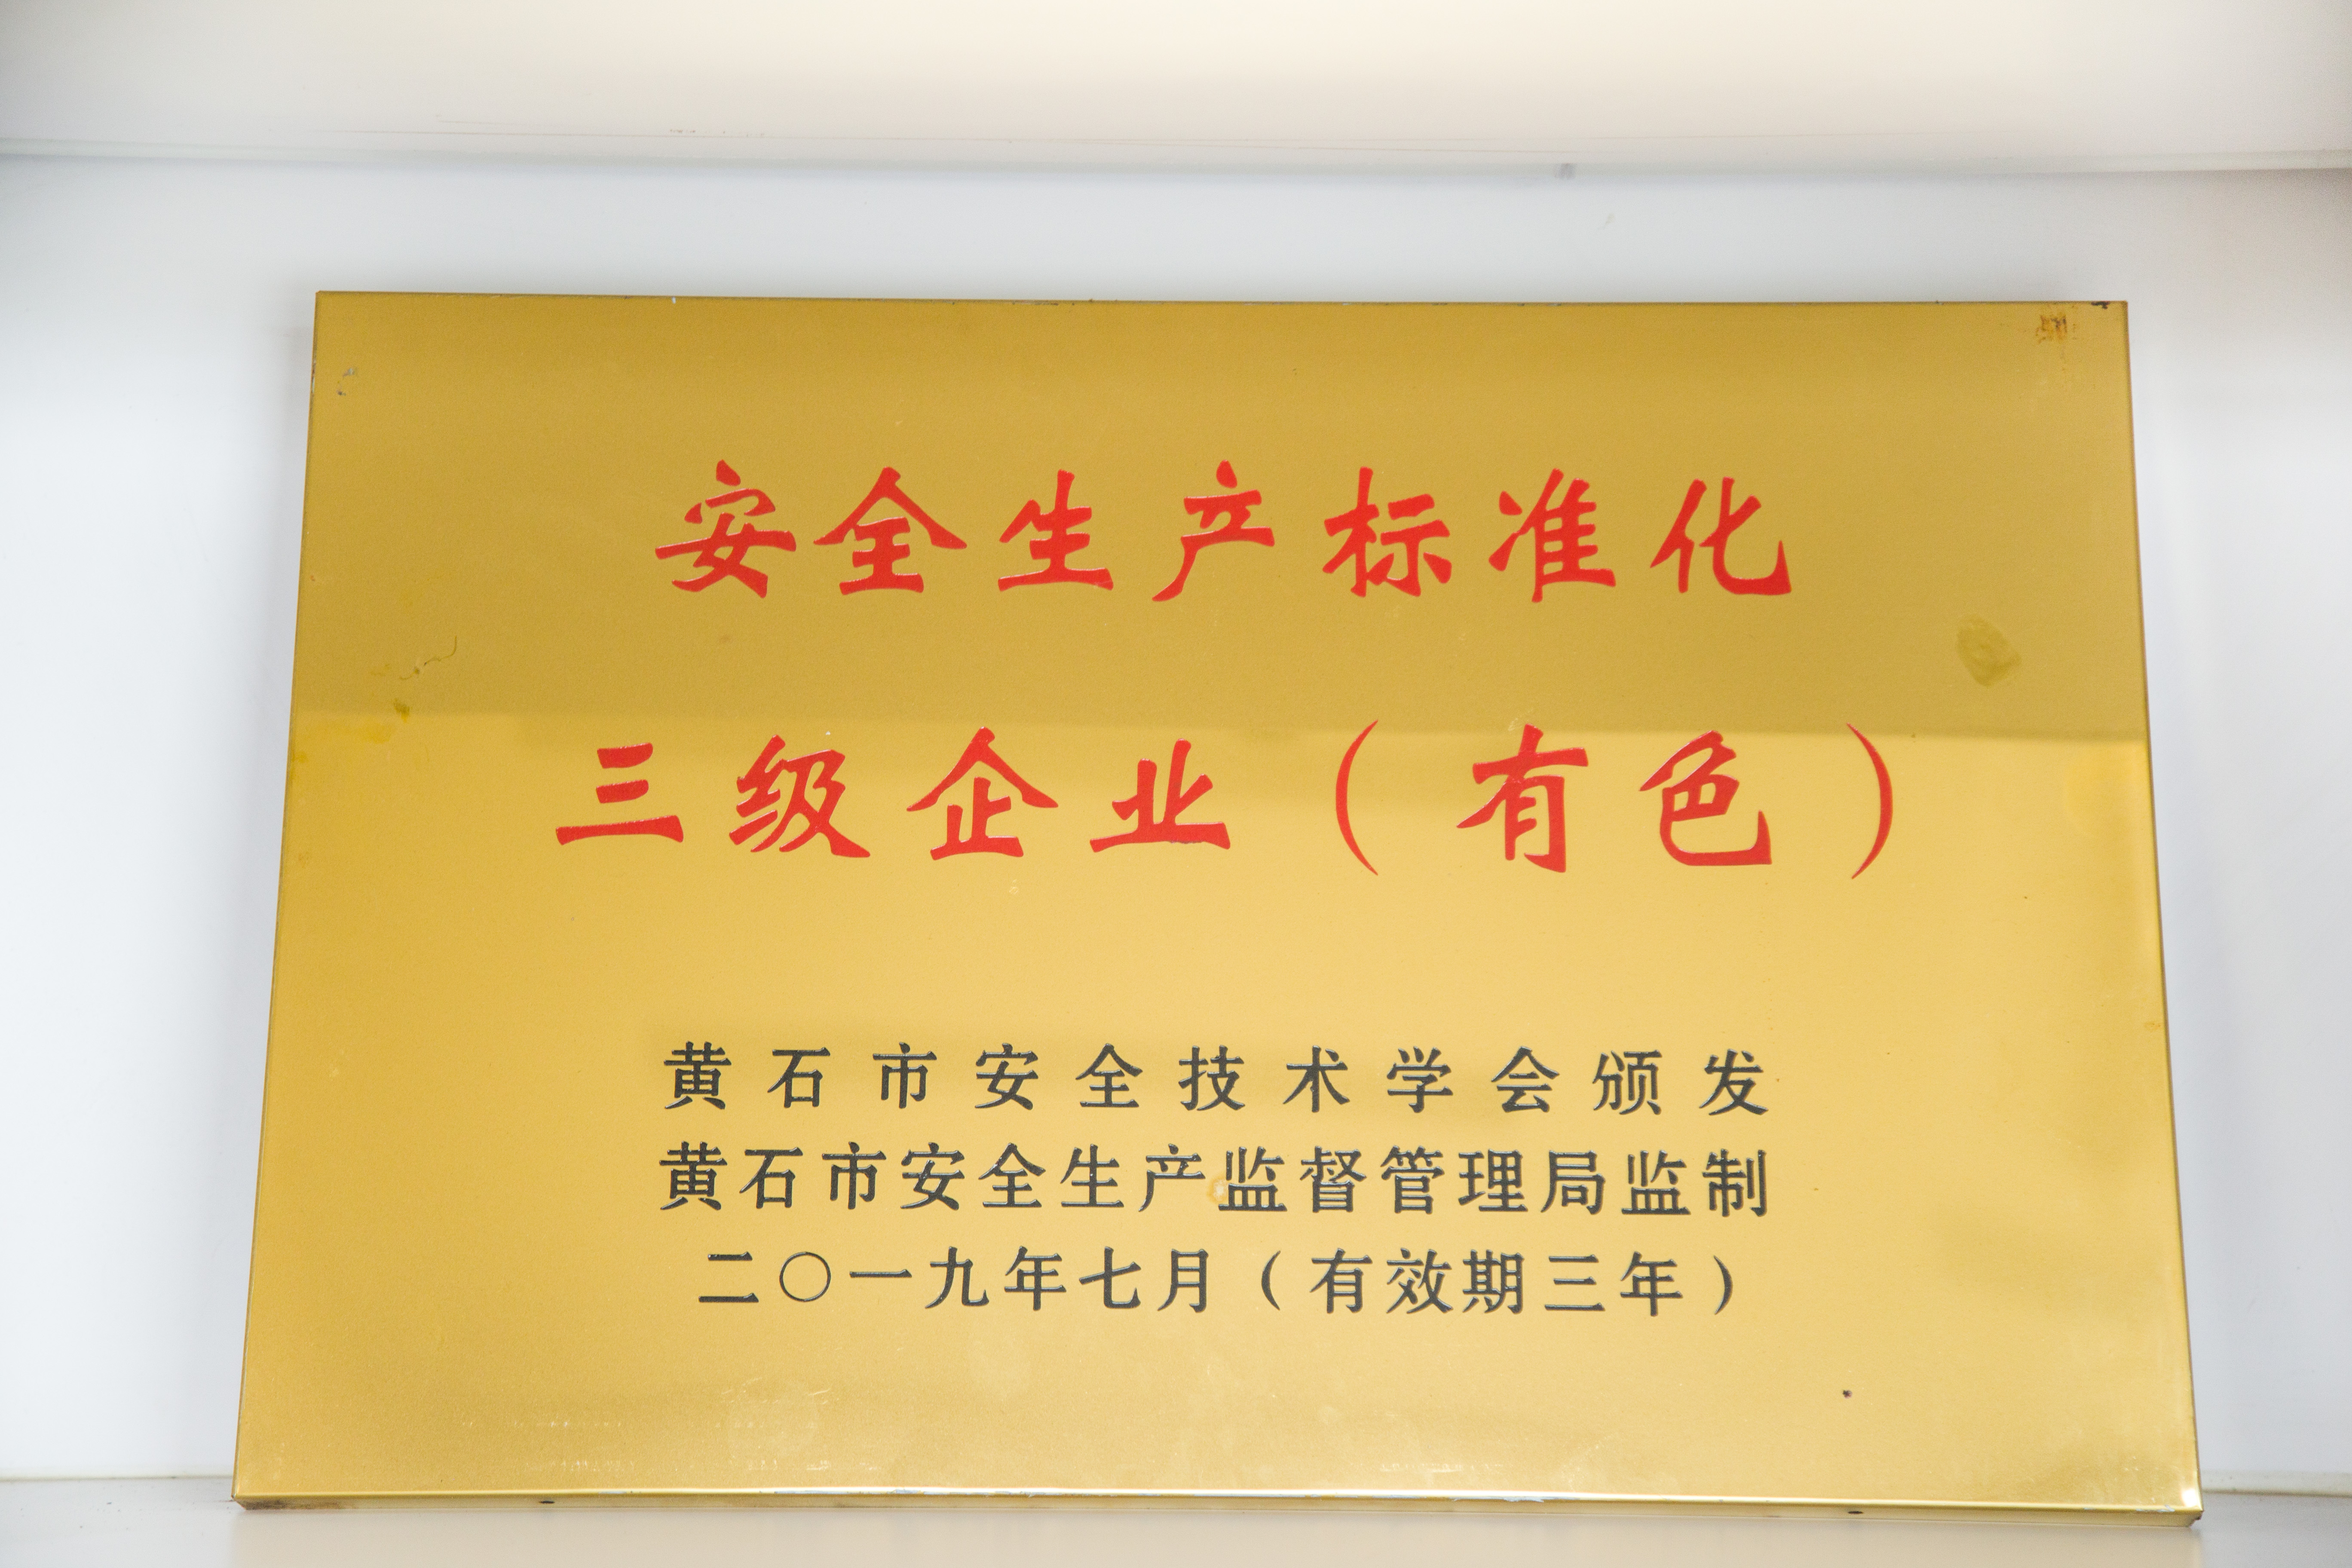 安全生产标准化
三级企业（有色）
黄石市安全技术学会颁发
黄石市安全生产监督管理局监制
二〇一九年七月（有效期三年）